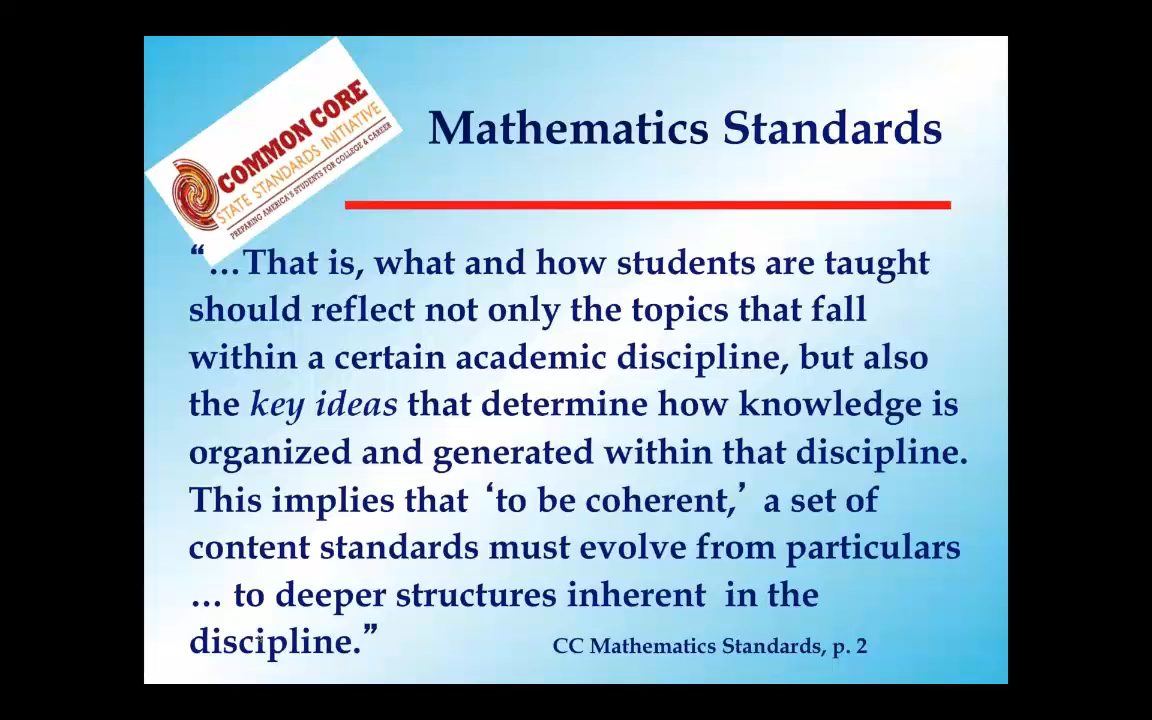 COMMON CORE
STATE STANDARDS INITIATIVE
PREPARING AMERICA'S STUDENTS FOR COLLEGE & CAREER
Mathematics Standards
“…That is, what and how students are taught
should reflect not only the topics that fall
within a certain academic discipline, but also
the key ideas that determine how knowledge is
organized and generated within that discipline.
This implies that ‘to be coherent,’ a set of
content standards must evolve from particulars
… to deeper structures inherent in the
discipline.”
CC Mathematics Standards, p. 2